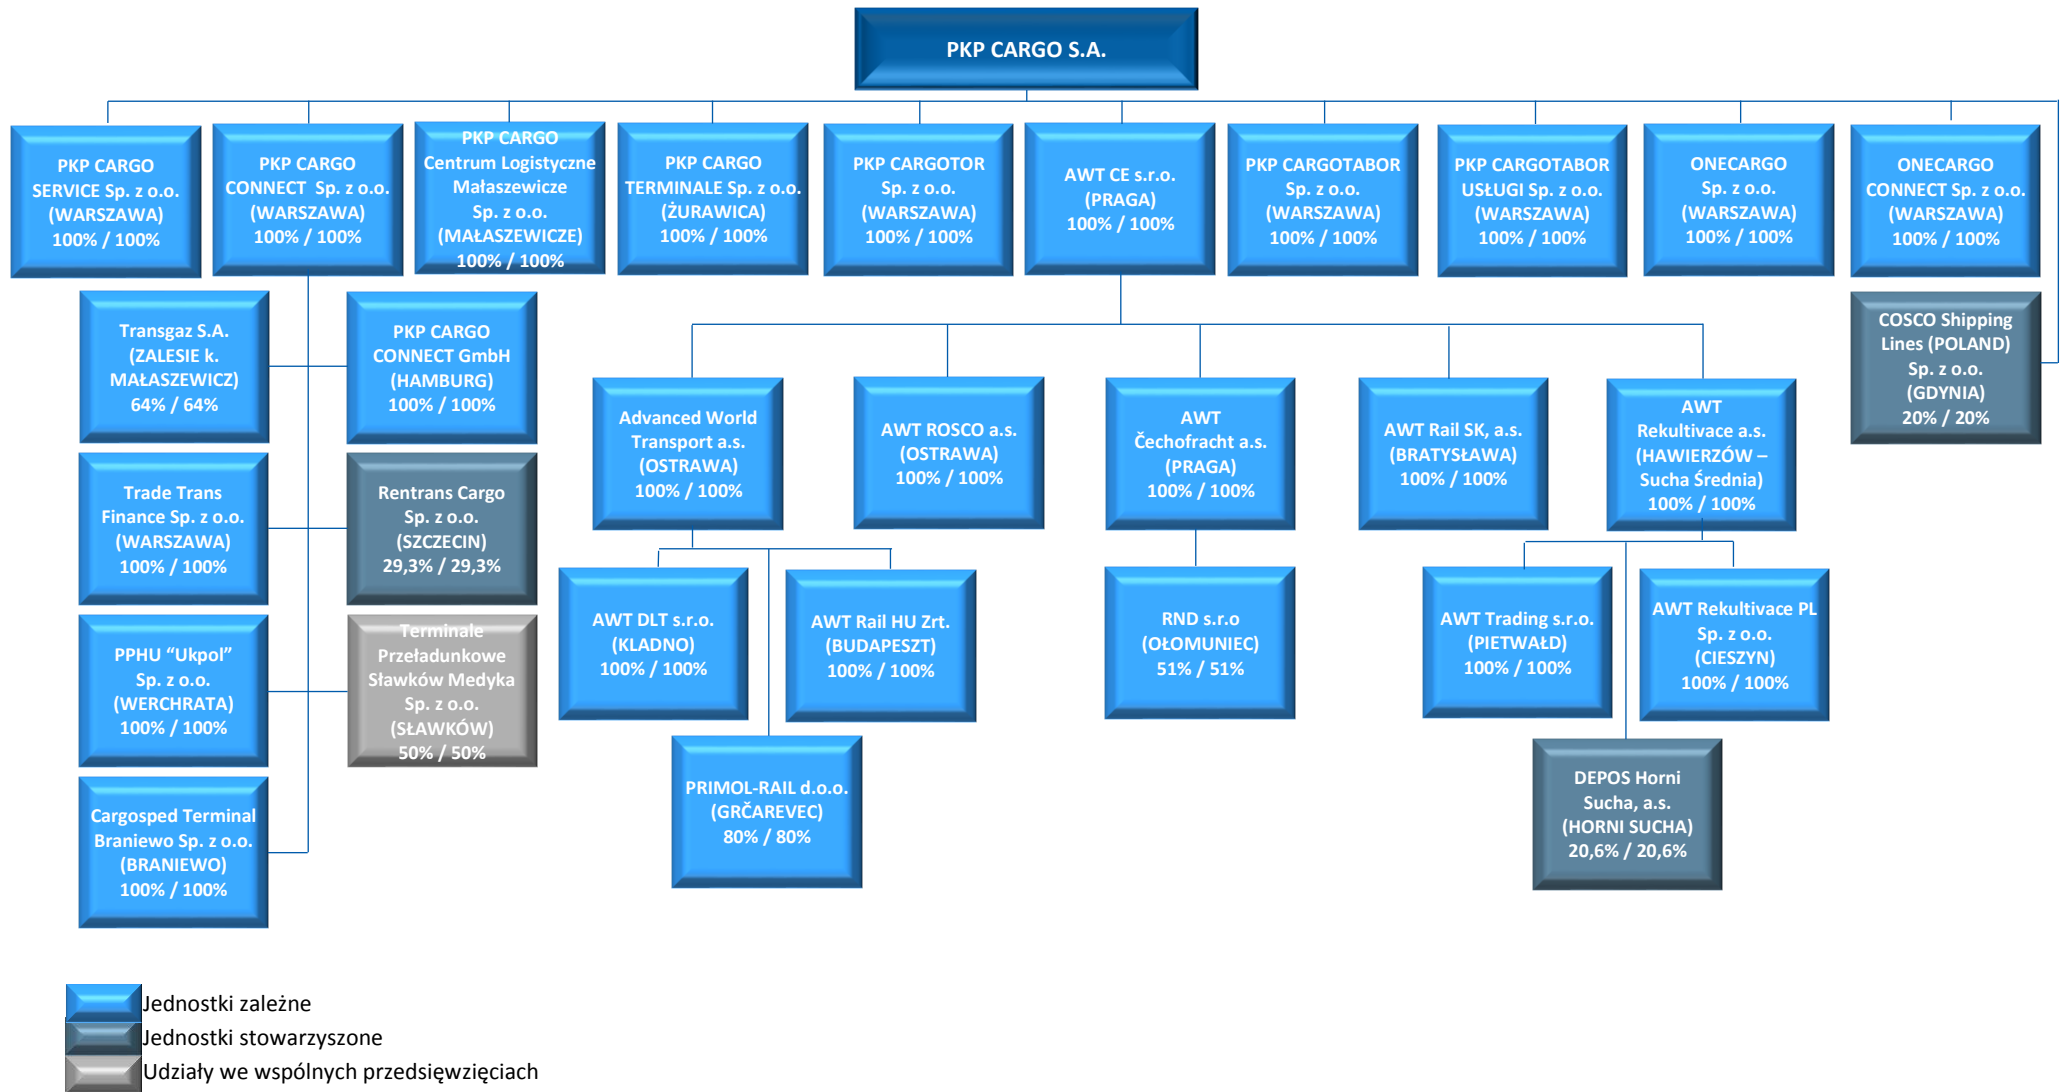 PKP CARGO S.A.
PKP CARGO
SERVICE Sp. z o.o.
(WARSZAWA)
100% / 100%
PKP CARGO
CONNECT Sp. z o.o.
(WARSZAWA)
100% / 100%
PKP CARGO
Centrum Logistyczne
Małaszewicze
Sp. z o.o.
(MAŁASZEWICZE)
100% / 100%
PKP CARGO
TERMINALE Sp. z o.o.
(ŻURAWICA)
100% / 100%
PKP CARGOTOR
Sp. z o.o.
(WARSZAWA)
100% / 100%
AWT CE s.r.o.
(PRAGA)
100% / 100%
PKP CARGOTABOR
Sp. z o.o.
(WARSZAWA)
100% / 100%
PKP CARGOTABOR
USŁUGI Sp. z o.o.
(WARSZAWA)
100% / 100%
ONECARGO
Sp. z o.o.
(WARSZAWA)
100% / 100%
ONECARGO
CONNECT Sp. z o.o.
(WARSZAWA)
100% / 100%
Transgaz S.A.
(ZALESIE k.
MAŁASZEWICZ)
64% / 64%
PKP CARGO
CONNECT GmbH
(HAMBURG)
100% / 100%
COSCO Shipping
Lines (POLAND)
Sp. z o.o.
(GDYNIA)
20% / 20%
Advanced World
Transport a.s.
(OSTRAWA)
100% / 100%
AWT ROSCO a.s.
(OSTRAWA)
100% / 100%
AWT
Čechofracht a.s.
(PRAGA)
100% / 100%
AWT Rail SK, a.s.
(BRATYSŁAWA)
100% / 100%
AWT
Rekultivace a.s.
(HAWIERZÓW –
Sucha Średnia)
100% / 100%
Trade Trans
Finance Sp. z o.o.
(WARSZAWA)
100% / 100%
Rentrans Cargo
Sp. z o.o.
(SZCZECIN)
29,3% / 29,3%
AWT DLT s.r.o.
(KLADNO)
100% / 100%
AWT Rail HU Zrt.
(BUDAPESZT)
100% / 100%
RND s.r.o
(OŁOMUNIEC)
51% / 51%
AWT Trading s.r.o.
(PIETWAŁD)
100% / 100%
AWT Rekultivace PL
Sp. z o.o.
(CIESZYN)
100% / 100%
PPHU “Ukpol”
Sp. z o.o.
(WERCHRATA)
100% / 100%
Terminale
Przeładunkowe
Sławków Medyka
Sp. z o.o.
(SŁAWKÓW)
50% / 50%
PRIMOL-RAIL d.o.o.
(GRČAREVEC)
80% / 80%
DEPOS Horni
Sucha, a.s.
(HORNI SUCHA)
20,6% / 20,6%
Cargosped Terminal
Braniewo Sp. z o.o.
(BRANIEWO)
100% / 100%
Jednostki zależne
Jednostki stowarzyszone
Udziały we wspólnych przedsięwzięciach